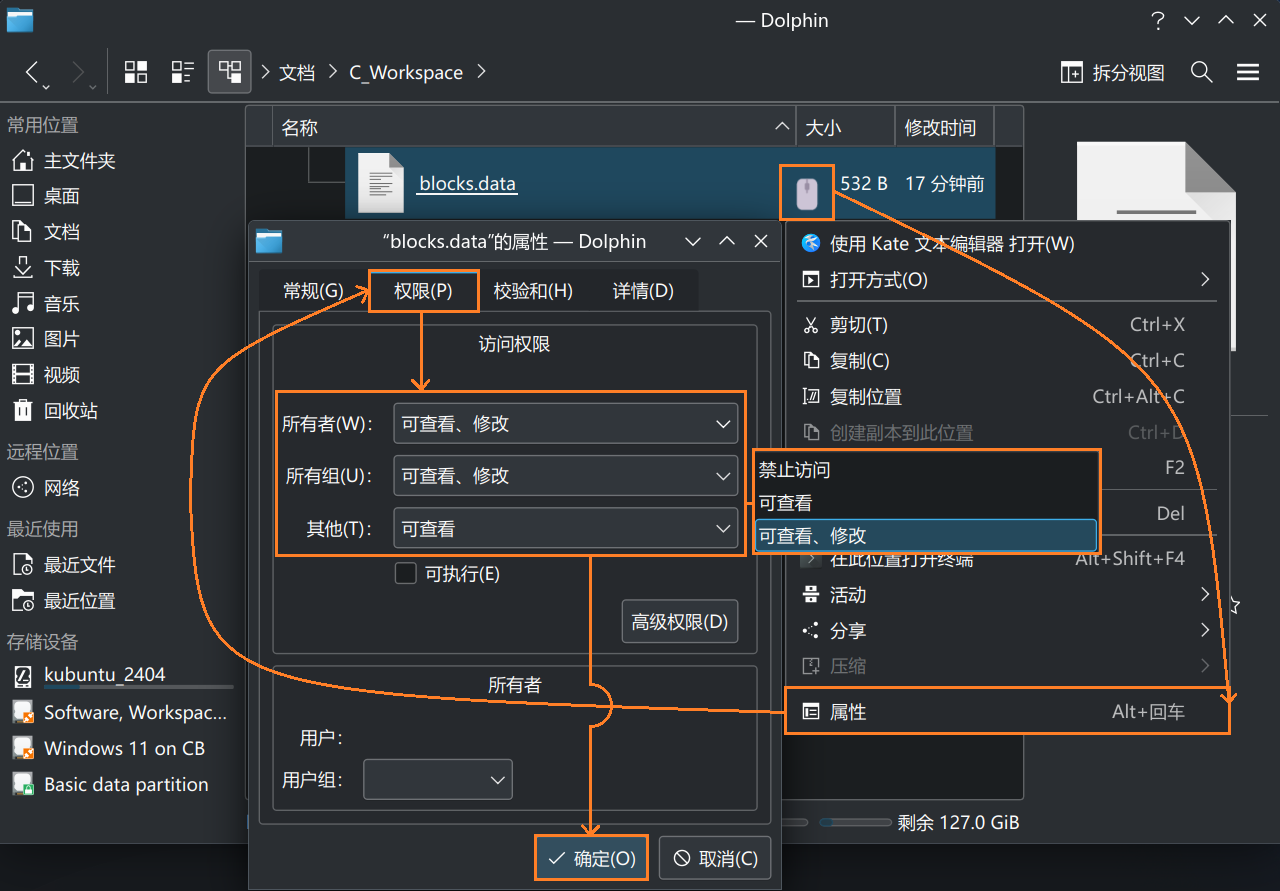 — Dolphin
文档 C_Workspace
拆分视图
常用位置
主文件夹
桌面
文档
下载
音乐
图片
视频
回收站
远程位置
网络
最近使用
最近文件
最近位置
存储设备
kubuntu_2404
Software, Workspac...
Windows 11 on CB
Basic data partition
名称 大小 修改时间
blocks.data 532 B 17 分钟前
“blocks.data”的属性 — Dolphin
常规(G) 权限(P) 校验和(H) 详情(D)
访问权限
所有者(W): 可查看、修改
所有组(U): 可查看、修改
其他(T): 可查看
可执行(E)
高级权限(D)
所有者
用户:
用户组:
确定(O) 取消(C)
使用 Kate 文本编辑器 打开(W)
打开方式(O)
剪切(T) Ctrl+X
复制(C) Ctrl+C
复制位置 Ctrl+Alt+C
创建副本到此位置 Ctrl+D
F2
Del
禁止访问
可查看
可查看、修改
在此位置打开终端 Alt+Shift+F4
活动
分享
压缩
属性 Alt+回车
剩余 127.0 GiB